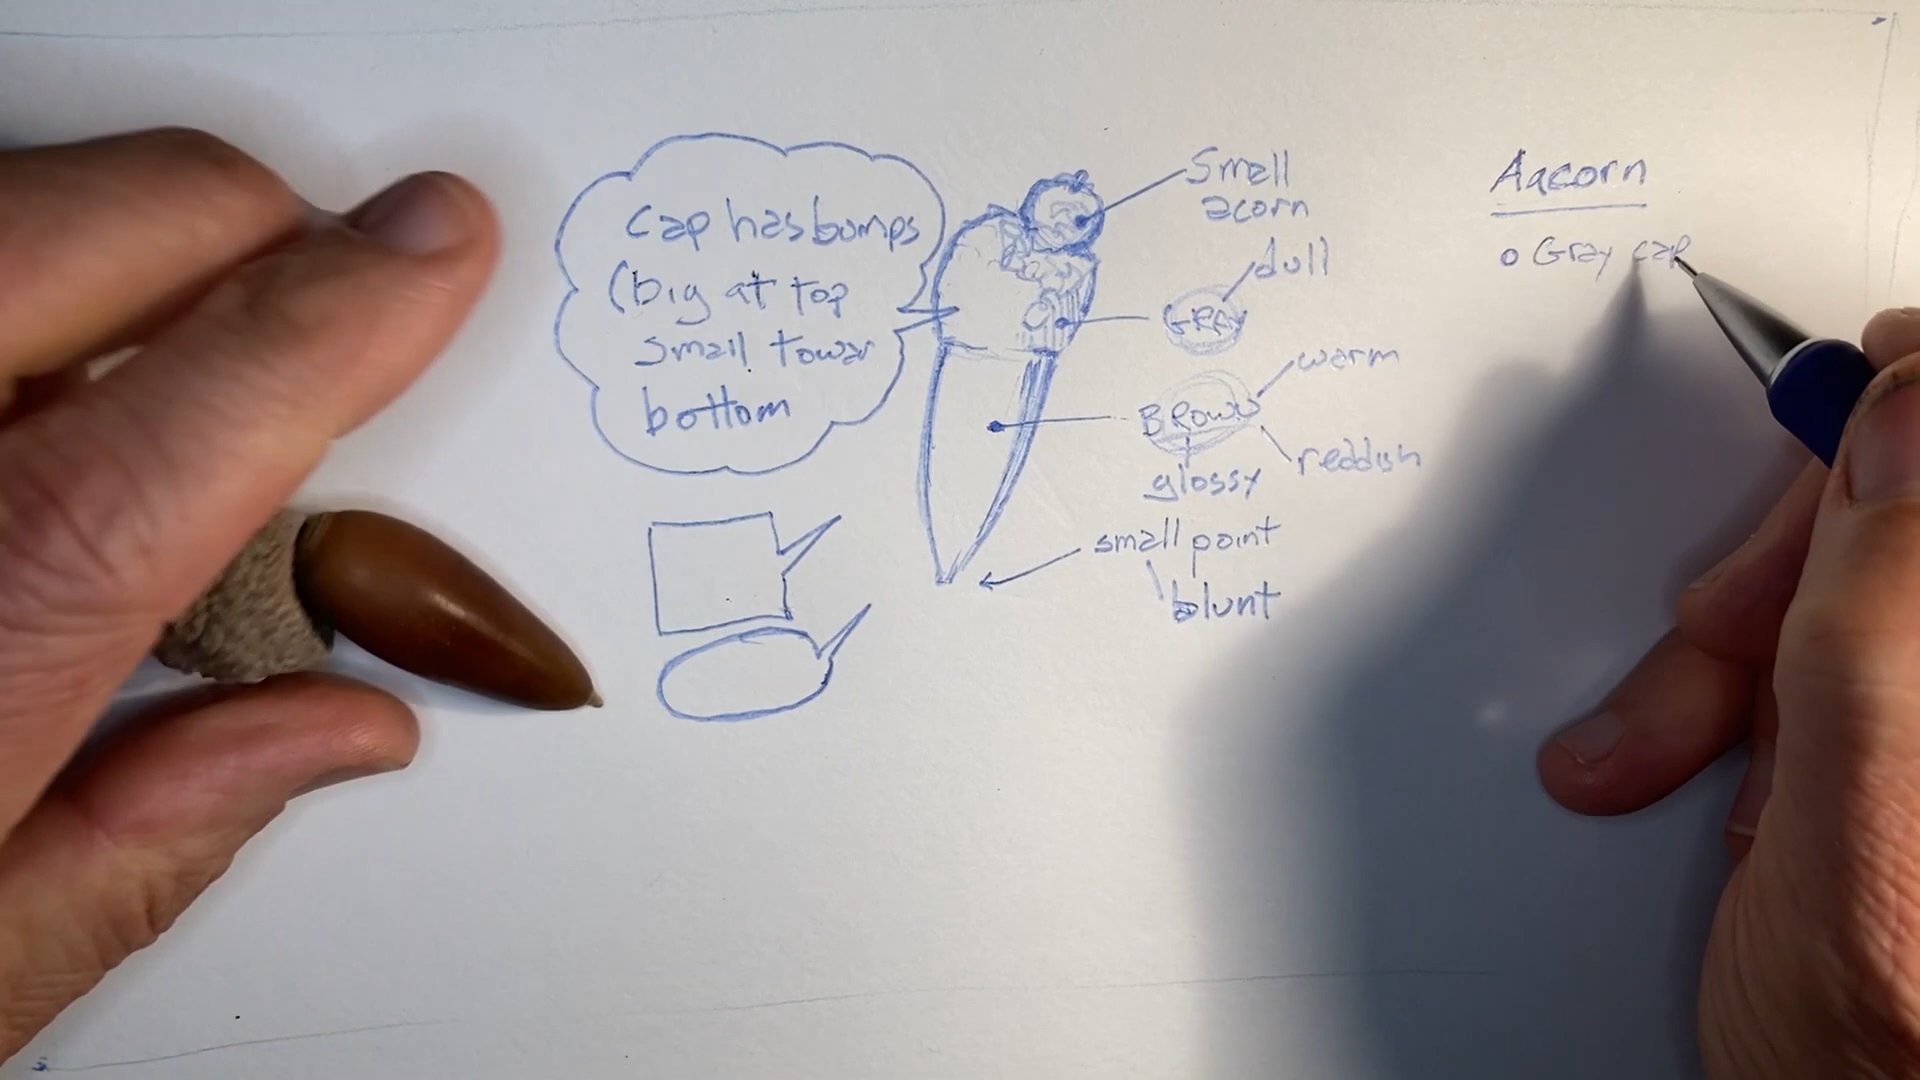 Cap has bumps
(big at top
small towar
bottom
Small
acorn
dull
GRAY
warm
BROWN
reddish
glossy
small point
blunt
Aacorn
o Gray cap